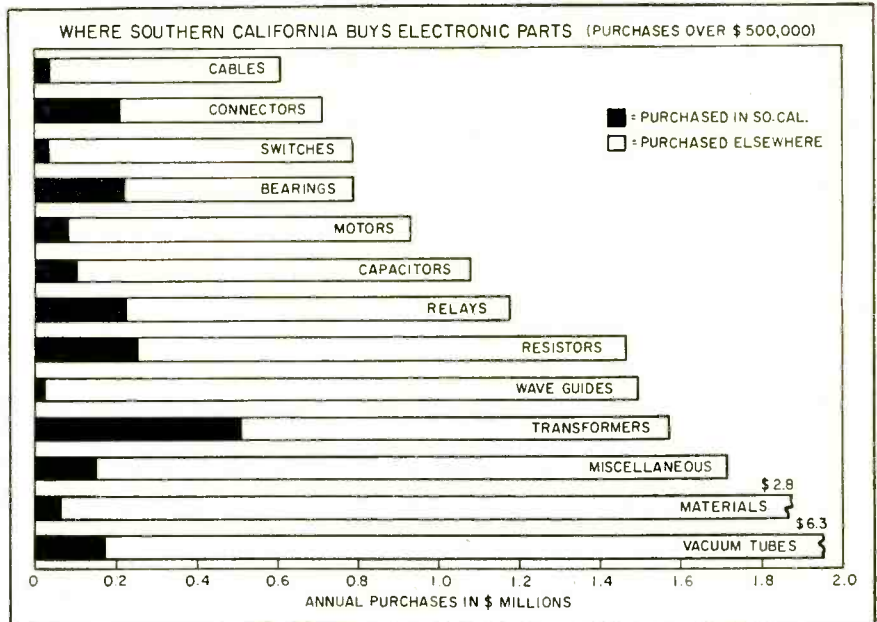 WHERE SOUTHERN CALIFORNIA BUYS ELECTRONIC PARTS (PURCHASES OVER $500,000)
CABLES
CONNECTORS
= PURCHASED IN SO. CAL.
= PURCHASED ELSEWHERE
SWITCHES
BEARINGS
MOTORS
CAPACITORS
RELAYS
RESISTORS
WAVE GUIDES
TRANSFORMERS
MISCELLANEOUS
$2.8
MATERIALS
$6.3
VACUUM TUBES
0 0.2 0.4 0.6 0.8 1.0 1.2 1.4 1.6 1.8 2.0
ANNUAL PURCHASES IN $ MILLIONS